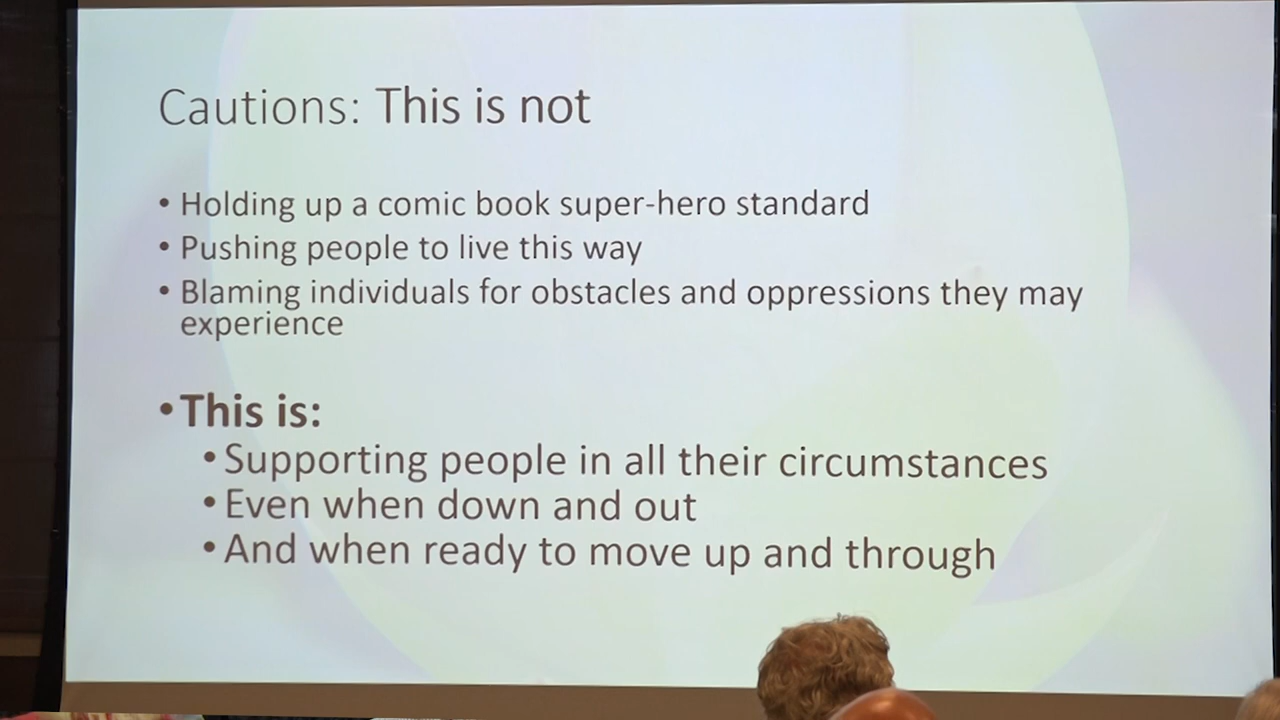 Cautions: This is not
• Holding up a comic book super-hero standard
• Pushing people to live this way
• Blaming individuals for obstacles and oppressions they may
experience
• This is:
• Supporting people in all their circumstances
• Even when down and out
• And when ready to move up and through